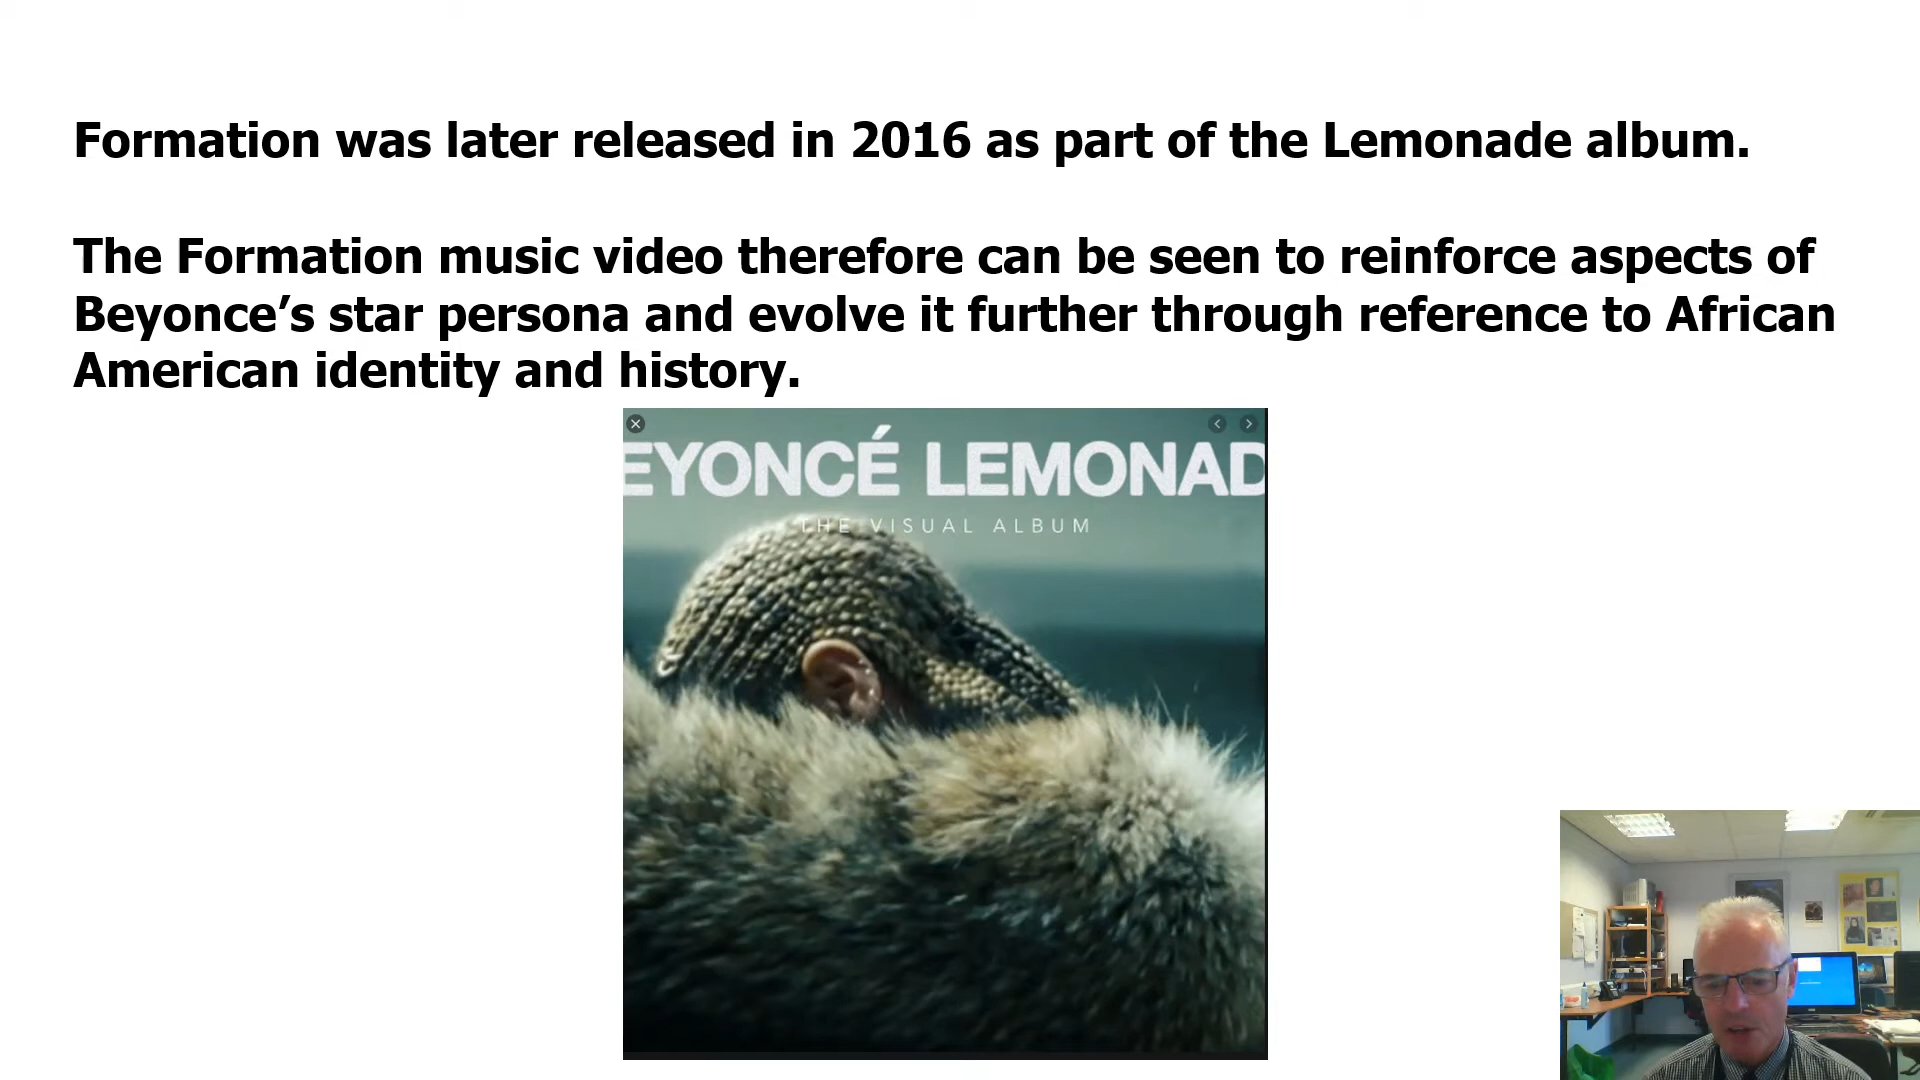 Formation was later released in 2016 as part of the Lemonade album.
The Formation music video therefore can be seen to reinforce aspects of
Beyonce’s star persona and evolve it further through reference to African
American identity and history.
EYONCÉ LEMONAD
THE VISUAL ALBUM